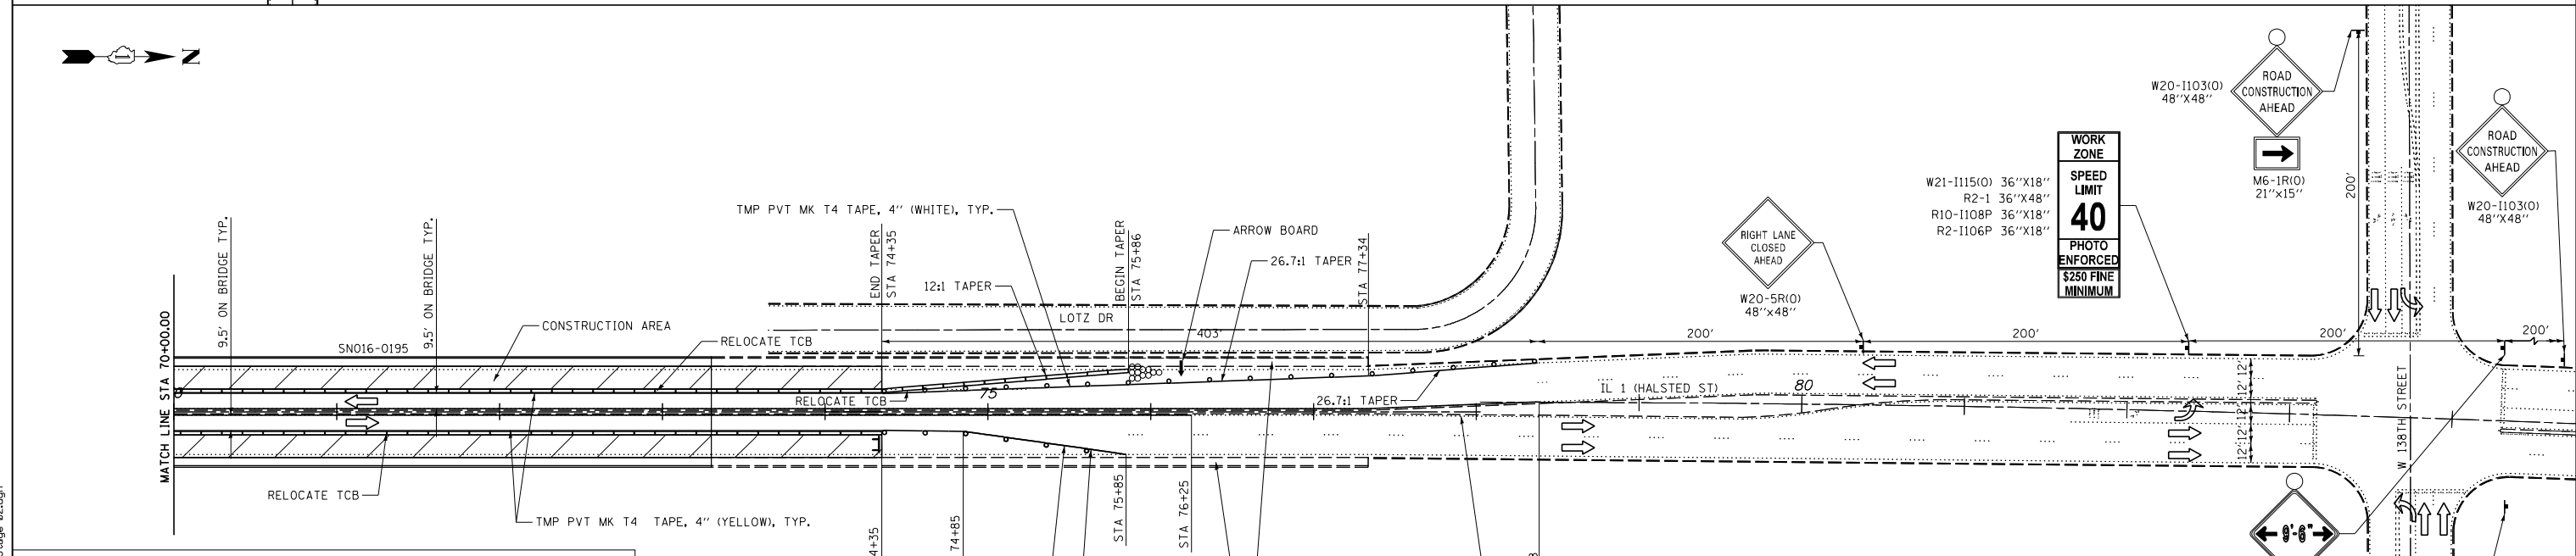 N
MATCH LINE STA 70+00.00
9.5' ON BRIDGE TYP.
SN016-0195
9.5' ON BRIDGE TYP.
CONSTRUCTION AREA
RELOCATE TCB
TMP PVT MK T4 TAPE, 4" (WHITE), TYP.
END TAPER
STA 74+35
12:1 TAPER
BEGIN TAPER
STA 75+86
ARROW BOARD
26.7:1 TAPER
STA 77+34
LOTZ DR
403'
RELOCATE TCB
75
26.7:1 TAPER
RELOCATE TCB
TMP PVT MK T4 TAPE, 4" (YELLOW), TYP.
4+35
74+85
STA 75+85
STA 76+25
IL 1 (HALSTED ST)
80
200'
RIGHT LANE
CLOSED
AHEAD
W20-5R(O)
48"x48"
200'
W21-I115(O) 36"X18"
R2-1 36"X48"
R10-I108P 36"X18"
R2-I106P 36"X18"
WORK
ZONE
SPEED
LIMIT
40
PHOTO
ENFORCED
$250 FINE
MINIMUM
200'
W20-I103(O)
48"X48"
ROAD
CONSTRUCTION
AHEAD
M6-1R(O)
21"x15"
200'
ROAD
CONSTRUCTION
AHEAD
W20-I103(O)
48"X48"
200'
12' 12' 12' 12' 12'
W 138TH STREET
9'-6"